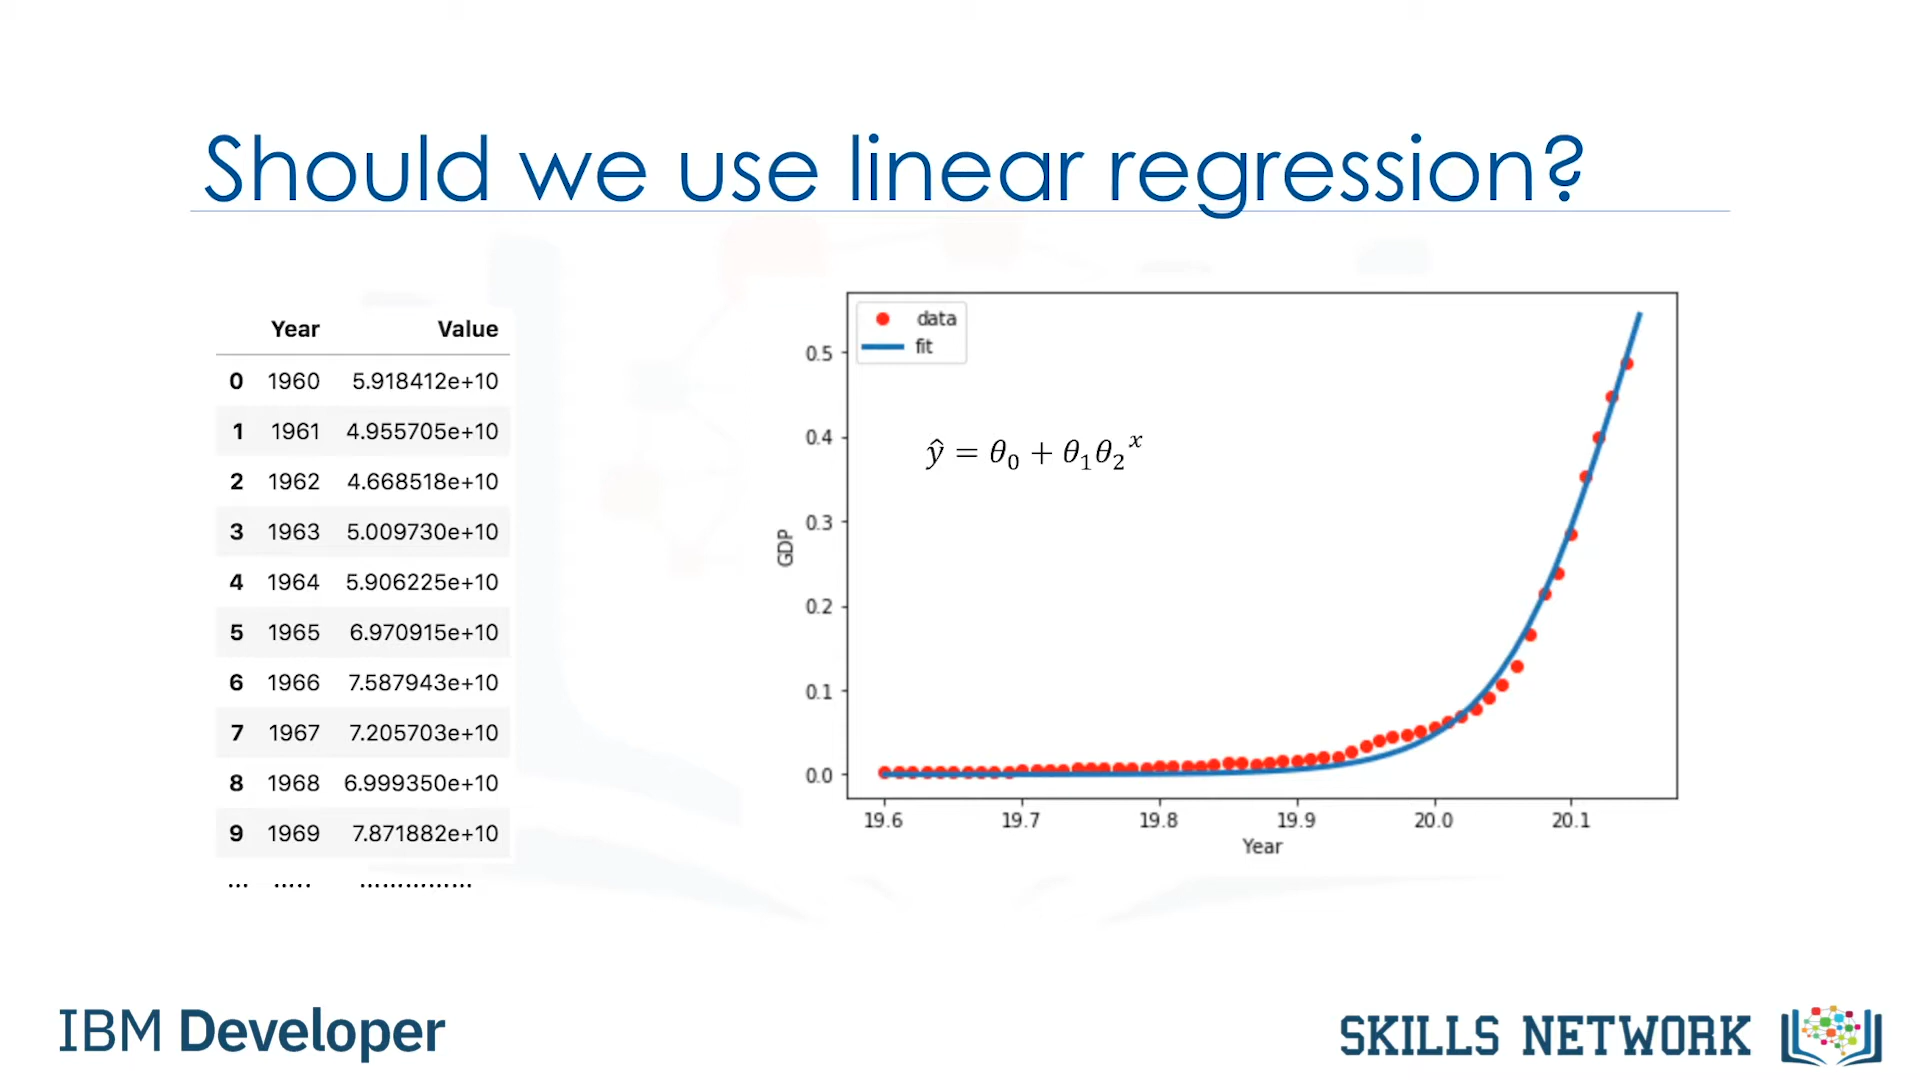 Should we use linear regression?
Year Value
0 1960 5.918412e+10
1 1961 4.955705e+10
2 1962 4.668518e+10
3 1963 5.009730e+10
4 1964 5.906225e+10
5 1965 6.970915e+10
6 1966 7.587943e+10
7 1967 7.205703e+10
8 1968 6.999350e+10
9 1969 7.871882e+10
... ..... ...............
data
fit
ŷ = θ₀ + θ₁θ₂ˣ
GDP
0.5
0.4
0.3
0.2
0.1
0.0
19.6 19.7 19.8 19.9 20.0 20.1
Year
IBM Developer
SKILLS NETWORK